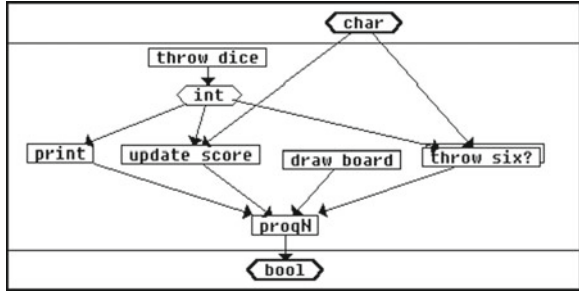 char
throw dice
int
print
update score
draw board
throw six?
progN
bool